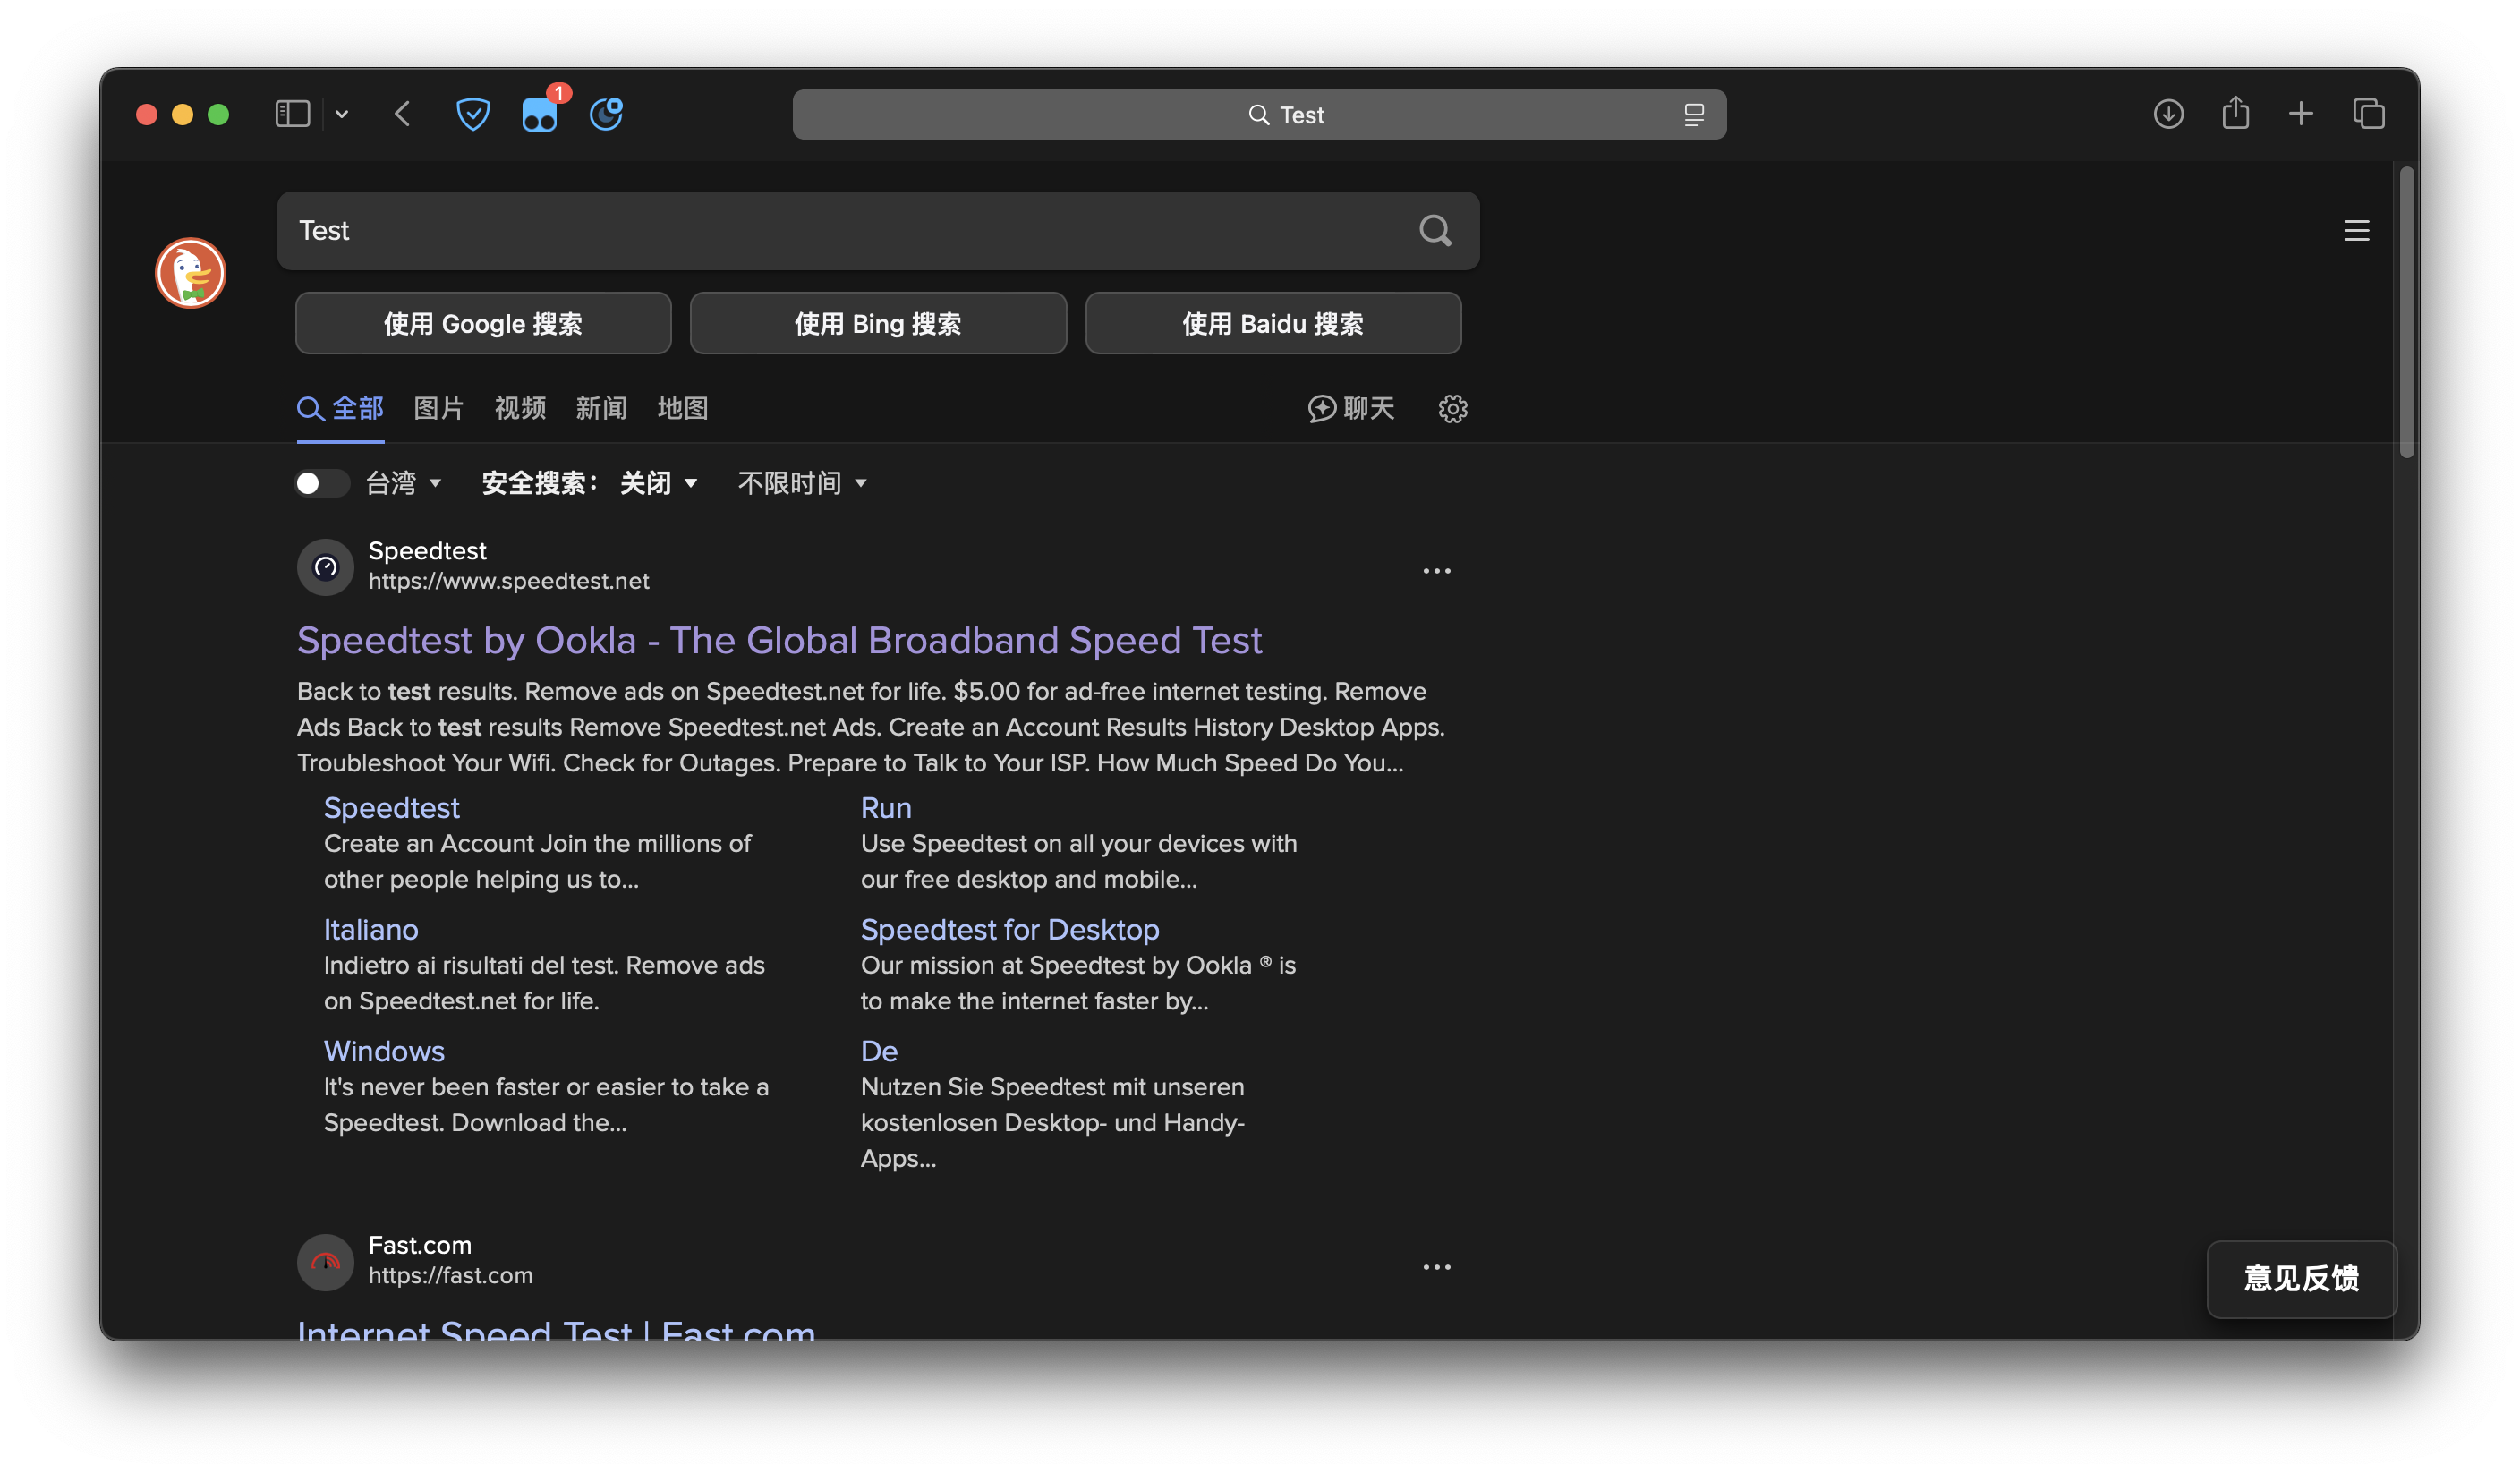 1
Test
Test
使用 Google 搜索
使用 Bing 搜索
使用 Baidu 搜索
全部 图片 视频 新闻 地图 聊天
台湾 安全搜索： 关闭 不限时间
Speedtest
https://www.speedtest.net
Speedtest by Ookla - The Global Broadband Speed Test
Back to test results. Remove ads on Speedtest.net for life. $5.00 for ad-free internet testing. Remove
Ads Back to test results Remove Speedtest.net Ads. Create an Account Results History Desktop Apps.
Troubleshoot Your Wifi. Check for Outages. Prepare to Talk to Your ISP. How Much Speed Do You...
Speedtest
Create an Account Join the millions of
other people helping us to...
Run
Use Speedtest on all your devices with
our free desktop and mobile...
Italiano
Indietro ai risultati del test. Remove ads
on Speedtest.net for life.
Speedtest for Desktop
Our mission at Speedtest by Ookla ® is
to make the internet faster by...
Windows
It's never been faster or easier to take a
Speedtest. Download the...
De
Nutzen Sie Speedtest mit unseren
kostenlosen Desktop- und Handy-
Apps...
Fast.com
https://fast.com
Internet Speed Test | Fast.com
意见反馈